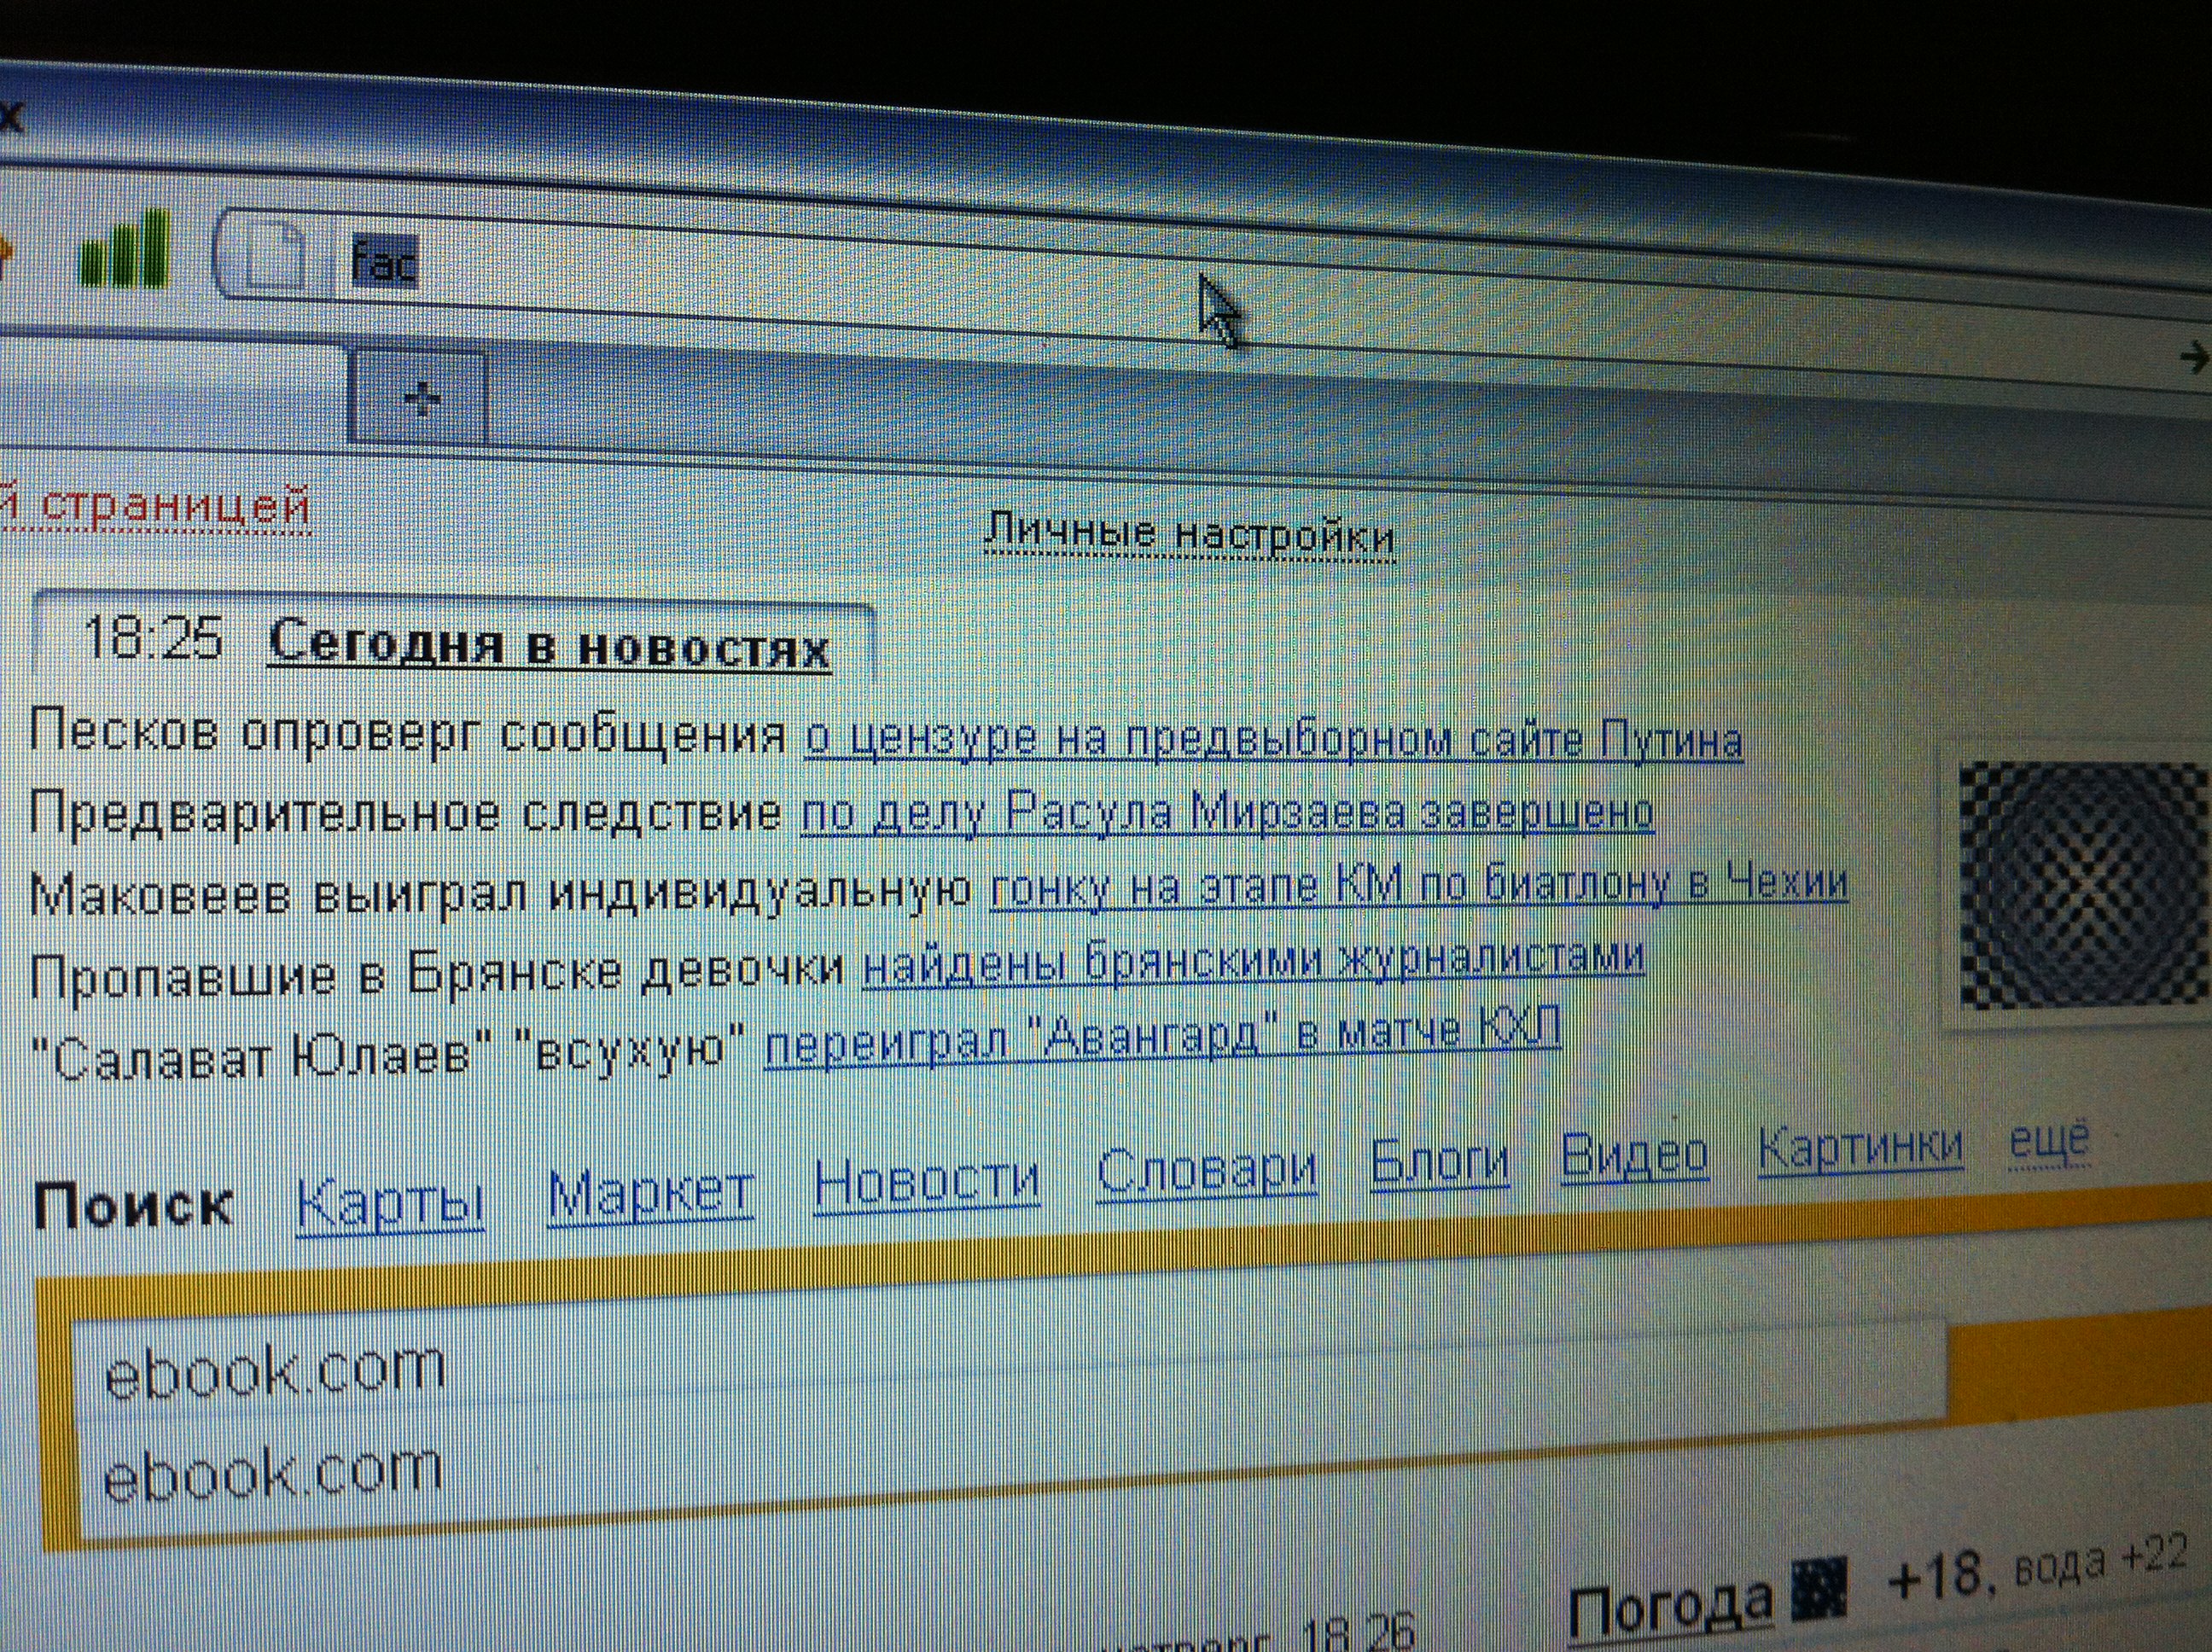 х
fac
й страницей
Личные настройки
18:25 Сегодня в новостях
Песков опроверг сообщения о цензуре на предвыборном сайте Путина
Предварительное следствие по делу Расула Мирзаева завершено
Маковеев выиграл индивидуальную гонку на этапе КМ по биатлону в Чехии
Пропавшие в Брянске девочки найдены брянскими журналистами
"Салават Юлаев" "всухую" переиграл "Авангард" в матче КХЛ
Поиск Карты Маркет Новости Словари Блоги Видео Картинки ещё
ebook.com
ebook.com
Погода +18, вода +22
четверг, 18 26